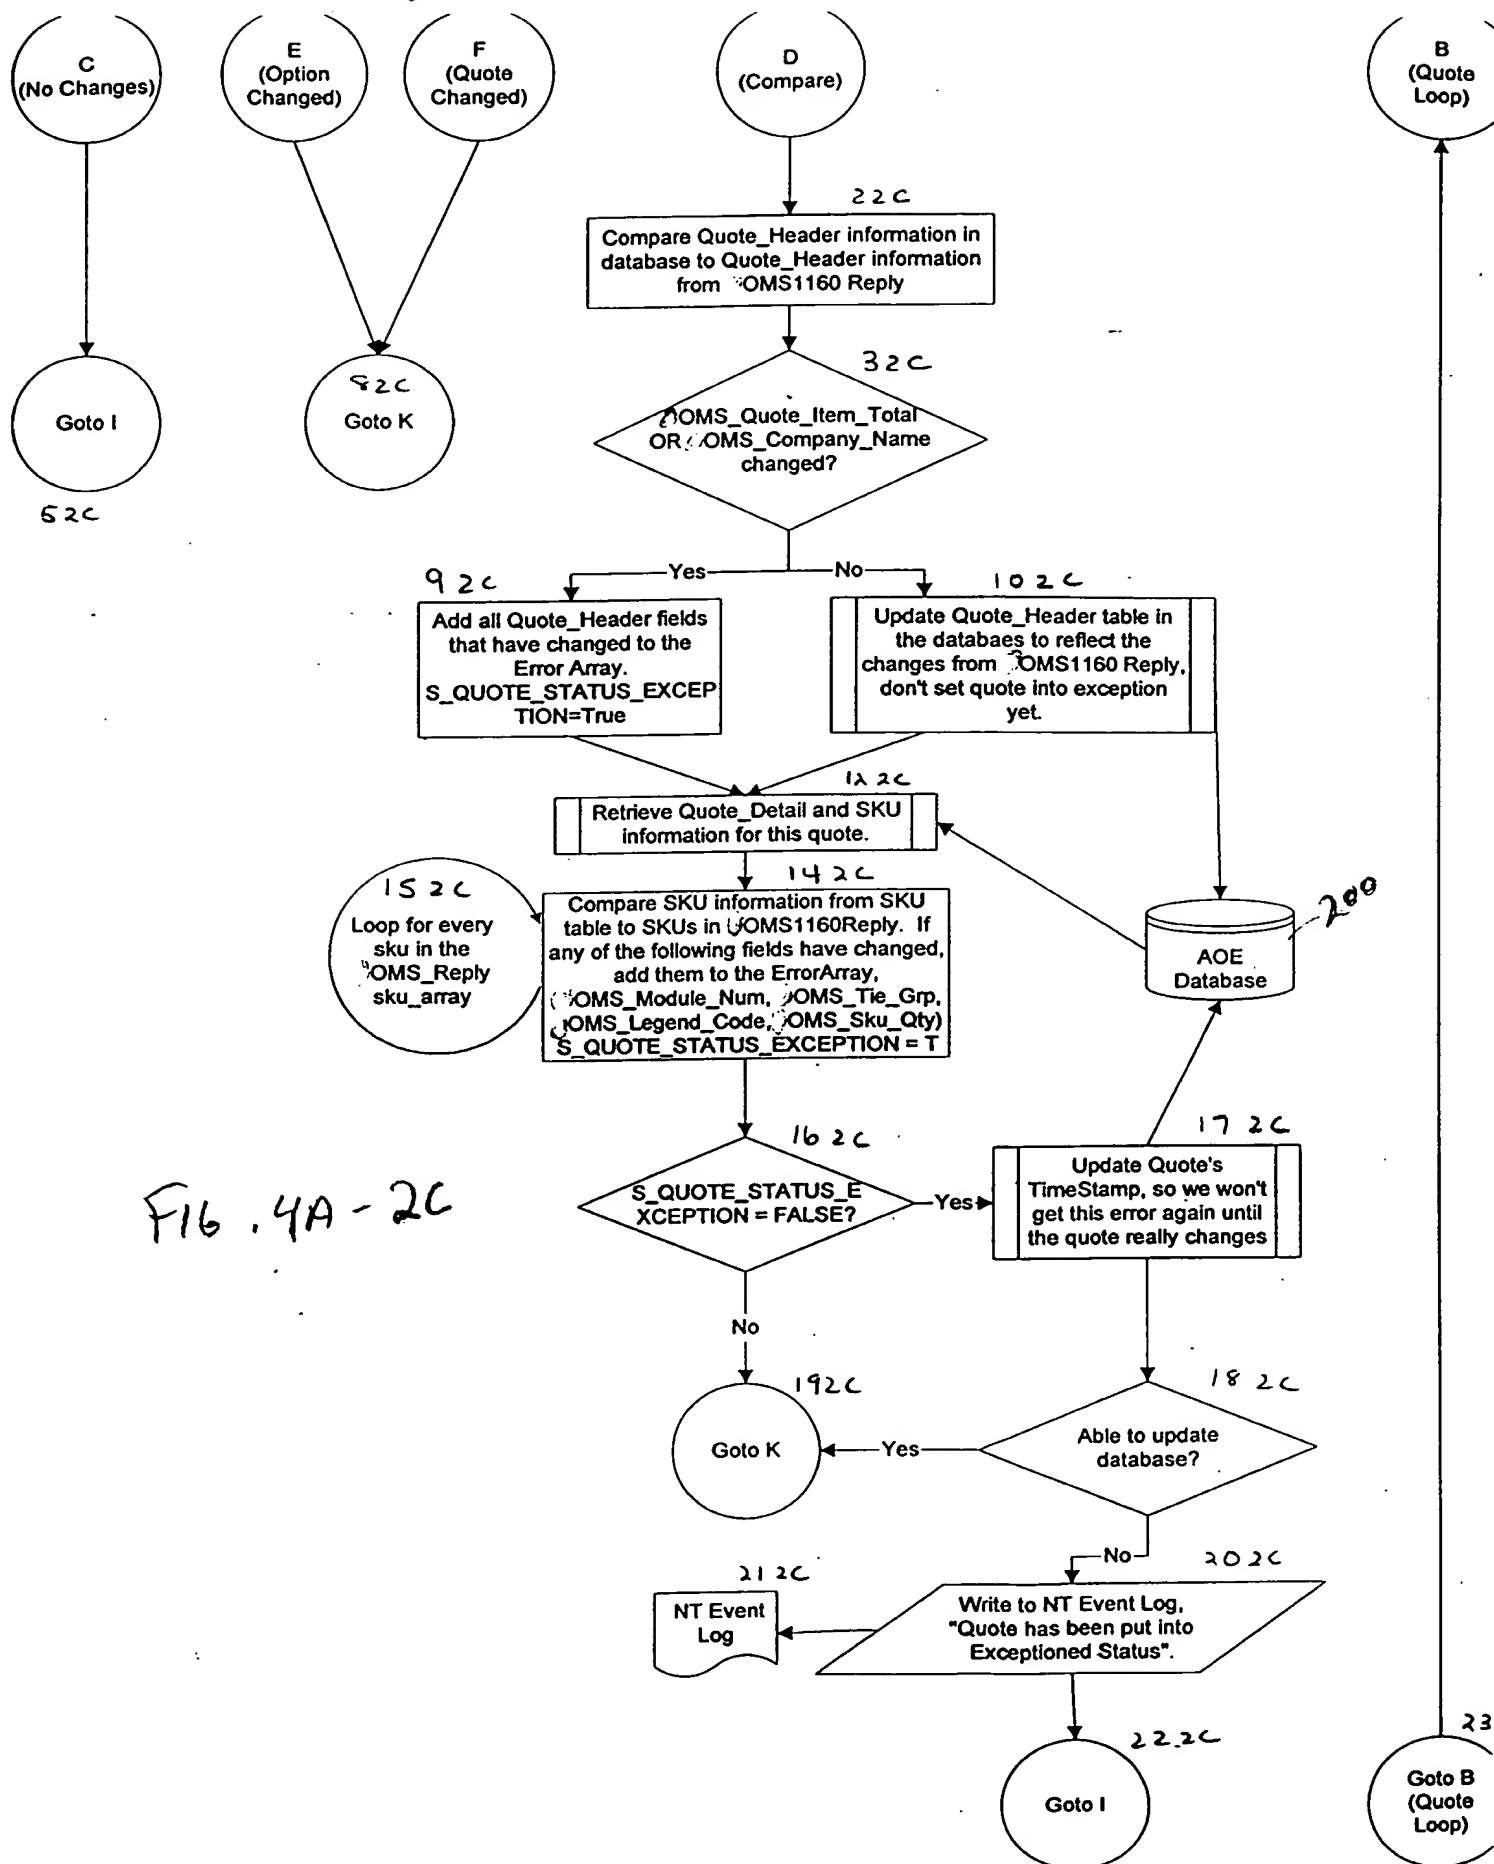 C
(No Changes)
E
(Option
Changed)
F
(Quote
Changed)
D
(Compare)
B
(Quote
Loop)
22C
Compare Quote_Header information in
database to Quote_Header information
from OMS1160 Reply
32C
OMS_Quote_Item_Total
OR OMS_Company_Name
changed?
Goto I
52C
82C
Goto K
Yes
No
92C
Add all Quote_Header fields
that have changed to the
Error Array.
S_QUOTE_STATUS_EXCEP
TION=True
102C
Update Quote_Header table in
the databaes to reflect the
changes from OMS1160 Reply,
don't set quote into exception
yet.
122C
Retrieve Quote_Detail and SKU
information for this quote.
152C
Loop for every
sku in the
OMS_Reply
sku_array
142C
Compare SKU information from SKU
table to SKUs in OMS1160Reply. If
any of the following fields have changed,
add them to the ErrorArray,
(OMS_Module_Num, OMS_Tie_Grp,
OMS_Legend_Code, OMS_Sku_Qty)
S_QUOTE_STATUS_EXCEPTION = T
AOE
Database
200
162C
S_QUOTE_STATUS_E
XCEPTION = FALSE?
Yes
172C
Update Quote's
TimeStamp, so we won't
get this error again until
the quote really changes
FIG.4A-2C
No
192C
Goto K
Yes
182C
Able to update
database?
No
202C
Write to NT Event Log,
"Quote has been put into
Exceptioned Status".
212C
NT Event
Log
22.2C
Goto I
23
Goto B
(Quote
Loop)